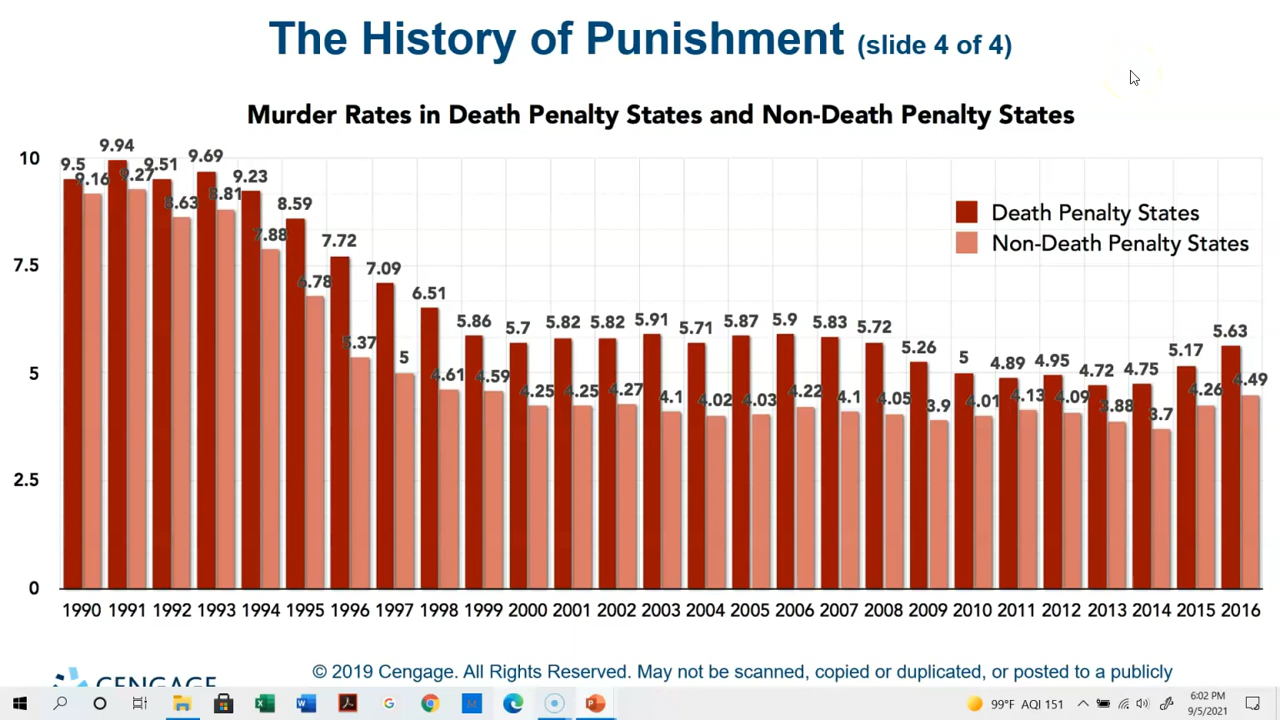 The History of Punishment (slide 4 of 4)
Murder Rates in Death Penalty States and Non-Death Penalty States
10
7.5
5
2.5
0
9.5 9.16 9.94 9.27 9.51 8.63 9.69 8.81 9.23 7.88 8.59 6.78 7.72 5.37 7.09 5 6.51 4.61 5.86 4.59 5.7 4.25 5.82 4.25 5.82 4.27 5.91 4.1 5.71 4.02 5.87 4.03 5.9 4.22 5.83 4.1 5.72 4.05 5.26 3.9 5 4.01 4.89 4.13 4.95 4.09 4.72 3.88 4.75 3.7 5.17 4.26 5.63 4.49
Death Penalty States
Non-Death Penalty States
1990 1991 1992 1993 1994 1995 1996 1997 1998 1999 2000 2001 2002 2003 2004 2005 2006 2007 2008 2009 2010 2011 2012 2013 2014 2015 2016
CENGAGE
© 2019 Cengage. All Rights Reserved. May not be scanned, copied or duplicated, or posted to a publicly
99°F AQI 151
6:02 PM
9/5/2021